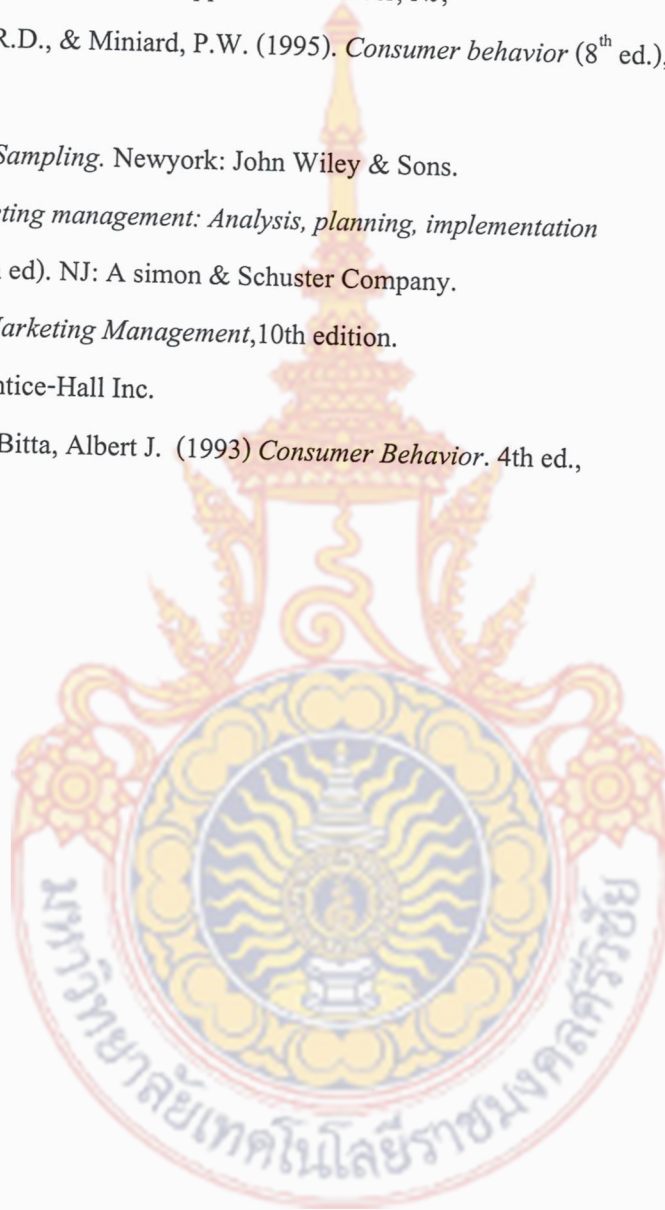 R.D., & Miniard, P.W. (1995). Consumer behavior (8th ed.),
Sampling. Newyork: John Wiley & Sons.
ting management: Analysis, planning, implementation
ed). NJ: A simon & Schuster Company.
arketing Management,10th edition.
tice-Hall Inc.
Bitta, Albert J. (1993) Consumer Behavior. 4th ed.,
มหาวิทยาลัยเทคโนโลยีราชมงคลศรีวิชัย